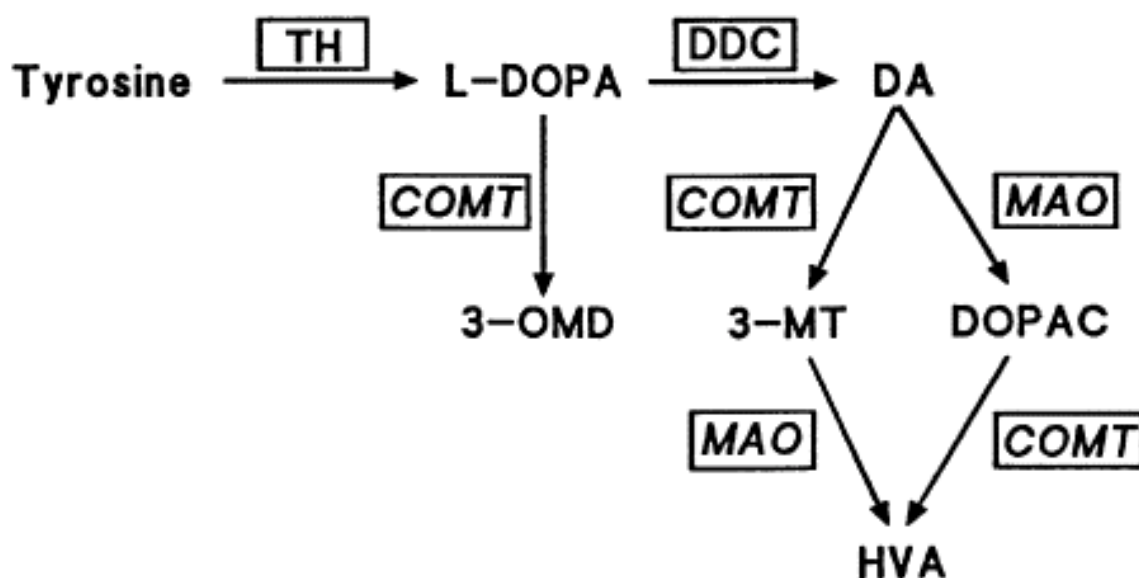 TH DDC
Tyrosine L-DOPA DA
COMT COMT MAO
3-OMD 3-MT DOPAC
MAO COMT
HVA